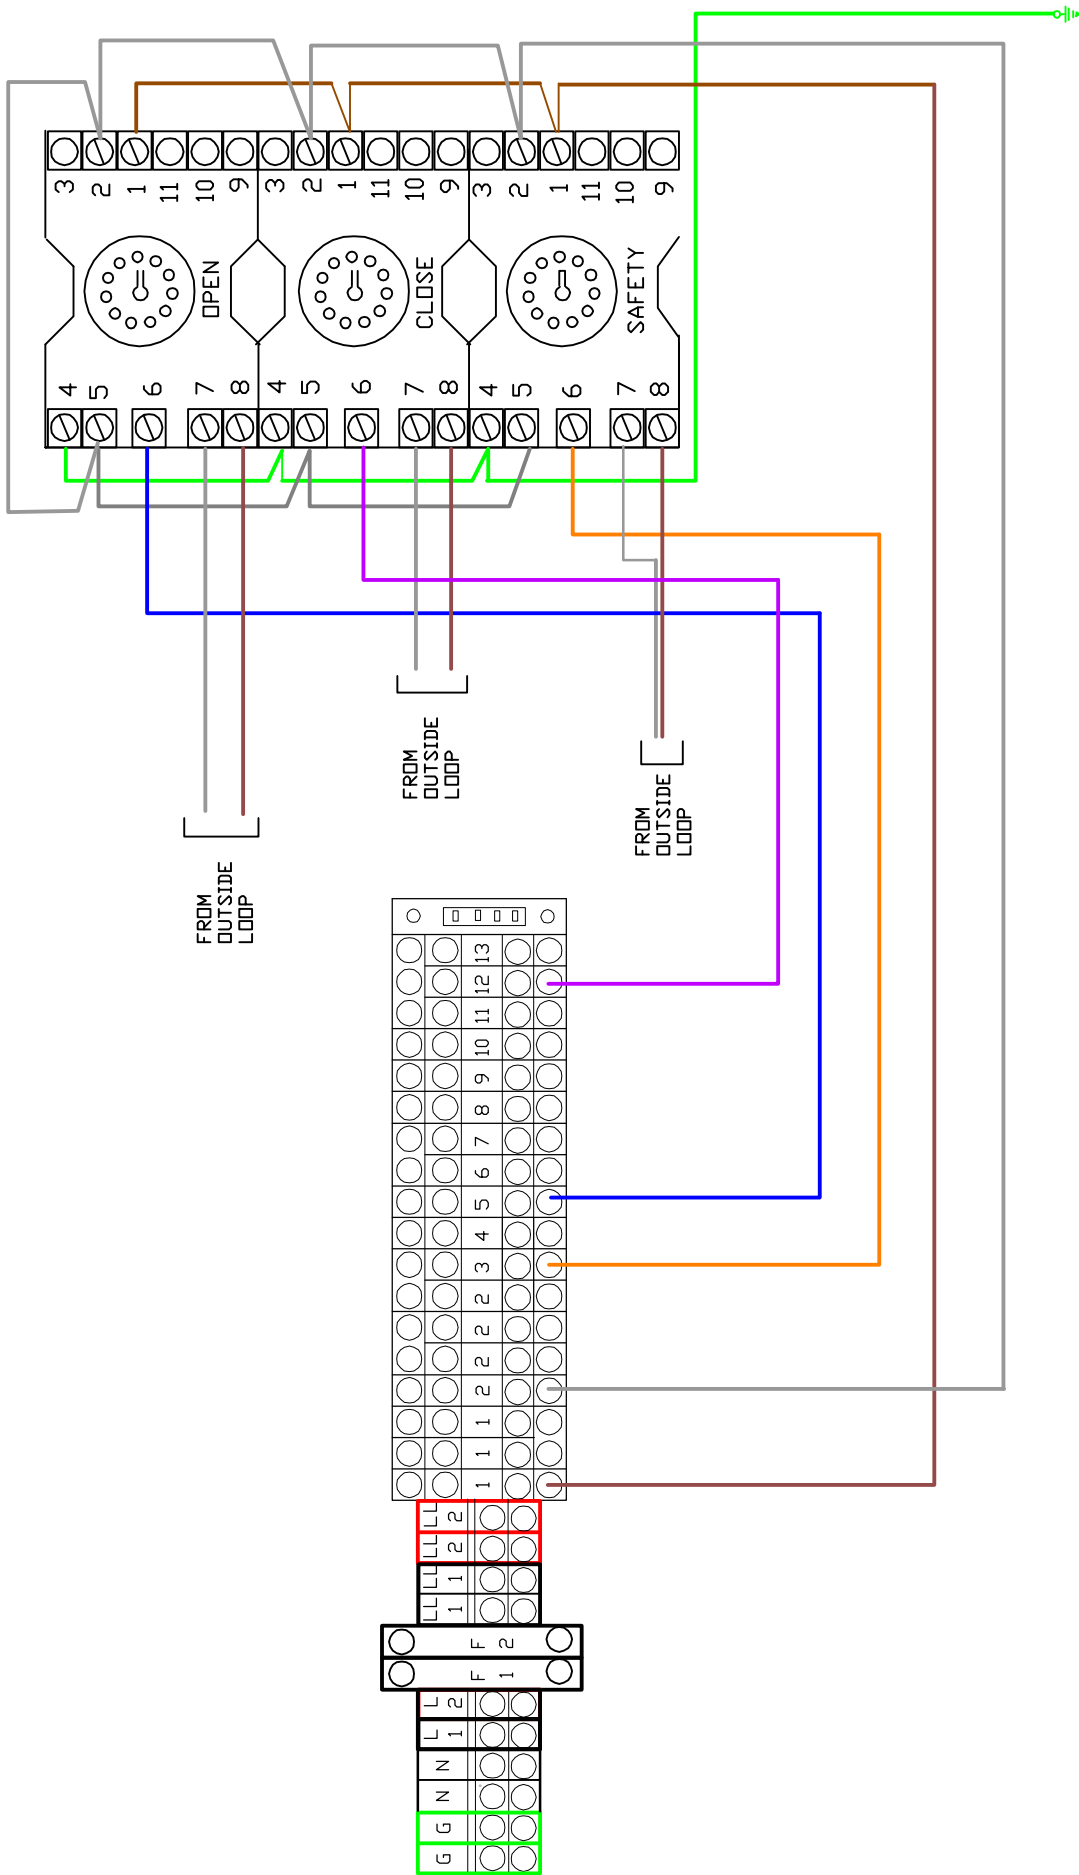 3 2 1 11 10 9 3 2 1 11 10 9 3 2 1 11 10 9
OPEN
CLOSE
SAFETY
4 5 6 7 8 4 5 6 7 8 4 5 6 7 8
FROM
OUTSIDE
LOOP
FROM
OUTSIDE
LOOP
FROM
OUTSIDE
LOOP
13
12
11
10
9
8
7
6
5
4
3
2
2
2
2
1
1
1
LL 2
LL 2
LL 1
LL 1
F 2
F 1
L 2
L 1
N
N
G
G